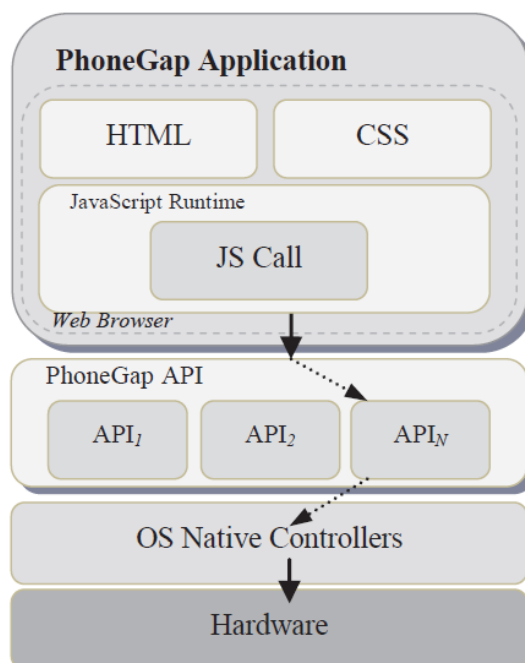 PhoneGap Application
HTML CSS
JavaScript Runtime
JS Call
Web Browser
PhoneGap API
API1 API2 APIN
OS Native Controllers
Hardware